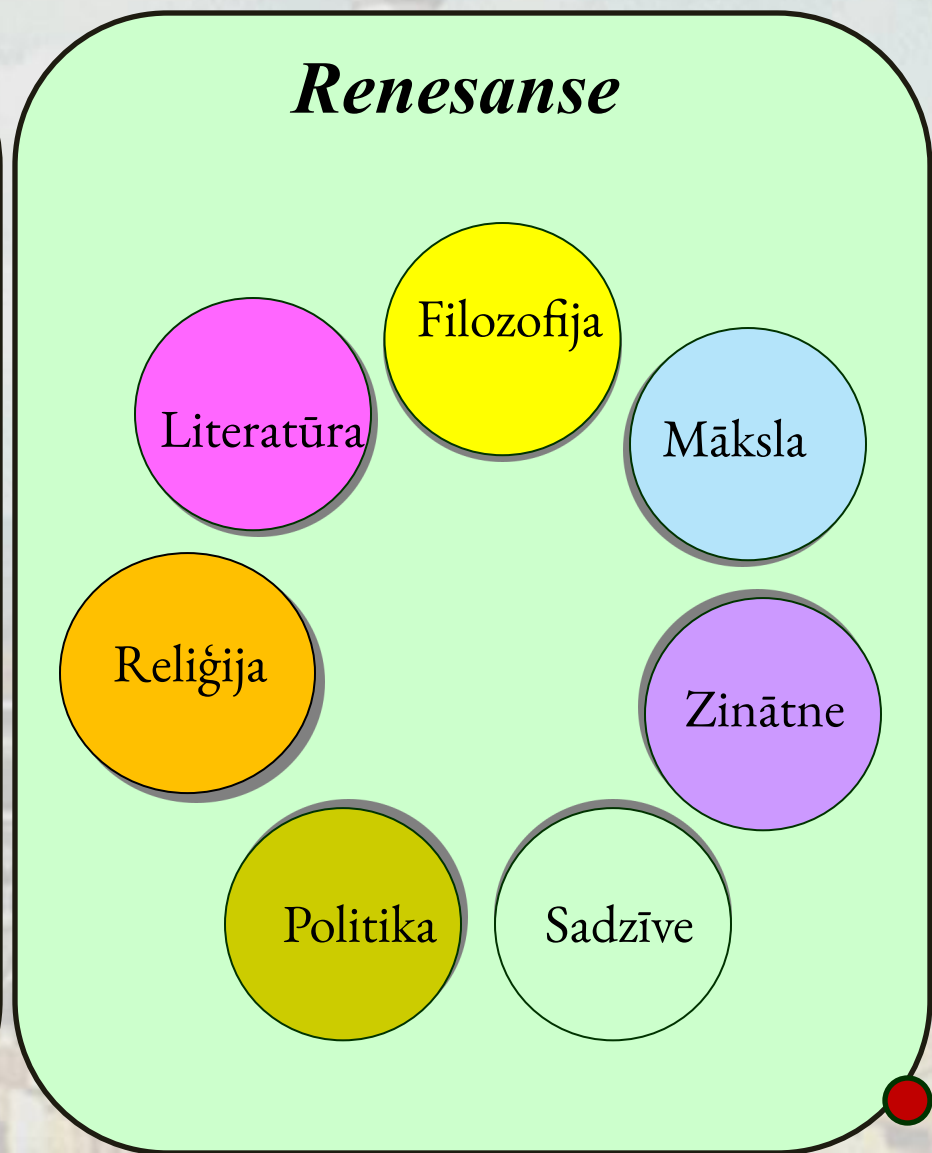 Renesanse
Filozofija
Literatūra
Māksla
Reliģija
Zinātne
Politika
Sadzīve